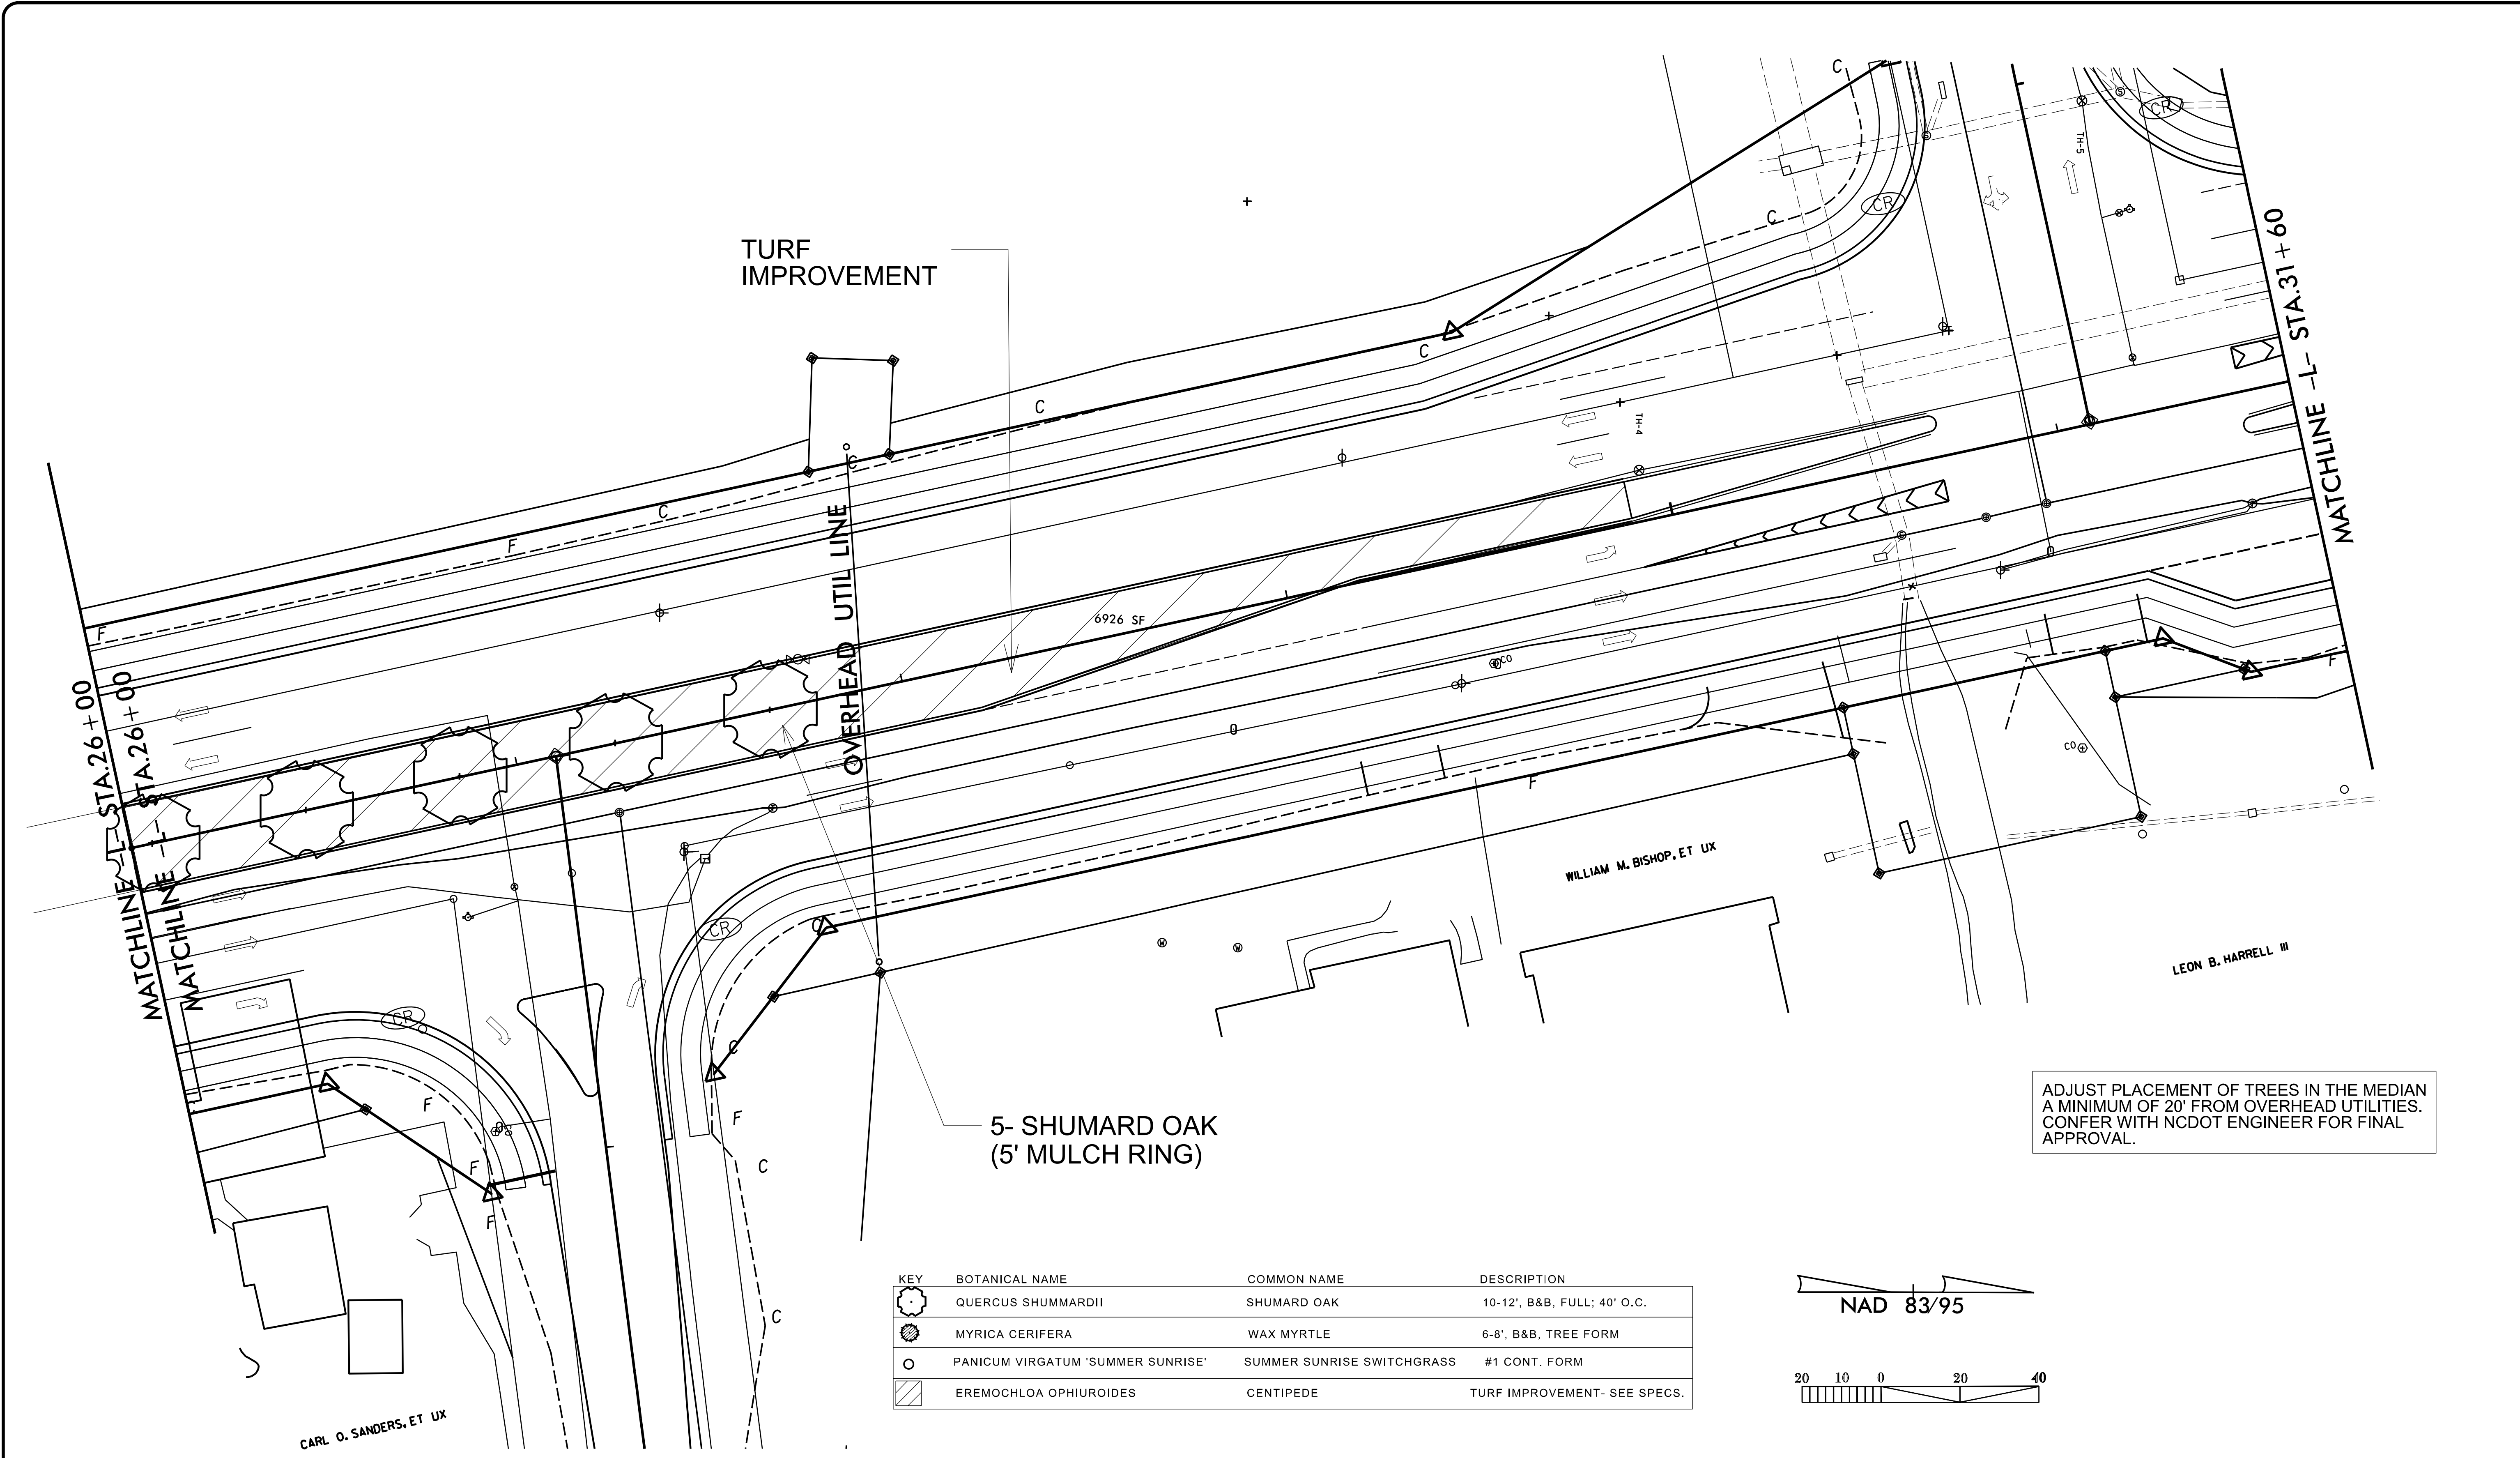 TURF
IMPROVEMENT
C
C
C
C
C
C
C
F
F
CR
CR
TH-5
TH-4
OVERHEAD UTIL LINE
6926 SF
MATCHLINE -L- STA.26+00
MATCHLINE -L- STA.26+00
MATCHLINE -L- STA.31+60
CO
CO
F
F
CR
CR
C
C
F
F
F
F
C
C
WILLIAM M. BISHOP, ET UX
LEON B. HARRELL III
CARL O. SANDERS, ET UX
5- SHUMARD OAK
(5' MULCH RING)
ADJUST PLACEMENT OF TREES IN THE MEDIAN
A MINIMUM OF 20' FROM OVERHEAD UTILITIES.
CONFER WITH NCDOT ENGINEER FOR FINAL
APPROVAL.
KEY BOTANICAL NAME COMMON NAME DESCRIPTION
QUERCUS SHUMMARDII SHUMARD OAK 10-12', B&B, FULL; 40' O.C.
MYRICA CERIFERA WAX MYRTLE 6-8', B&B, TREE FORM
PANICUM VIRGATUM 'SUMMER SUNRISE' SUMMER SUNRISE SWITCHGRASS #1 CONT. FORM
EREMOCHLOA OPHIUROIDES CENTIPEDE TURF IMPROVEMENT- SEE SPECS.
NAD 83/95
20 10 0 20 40